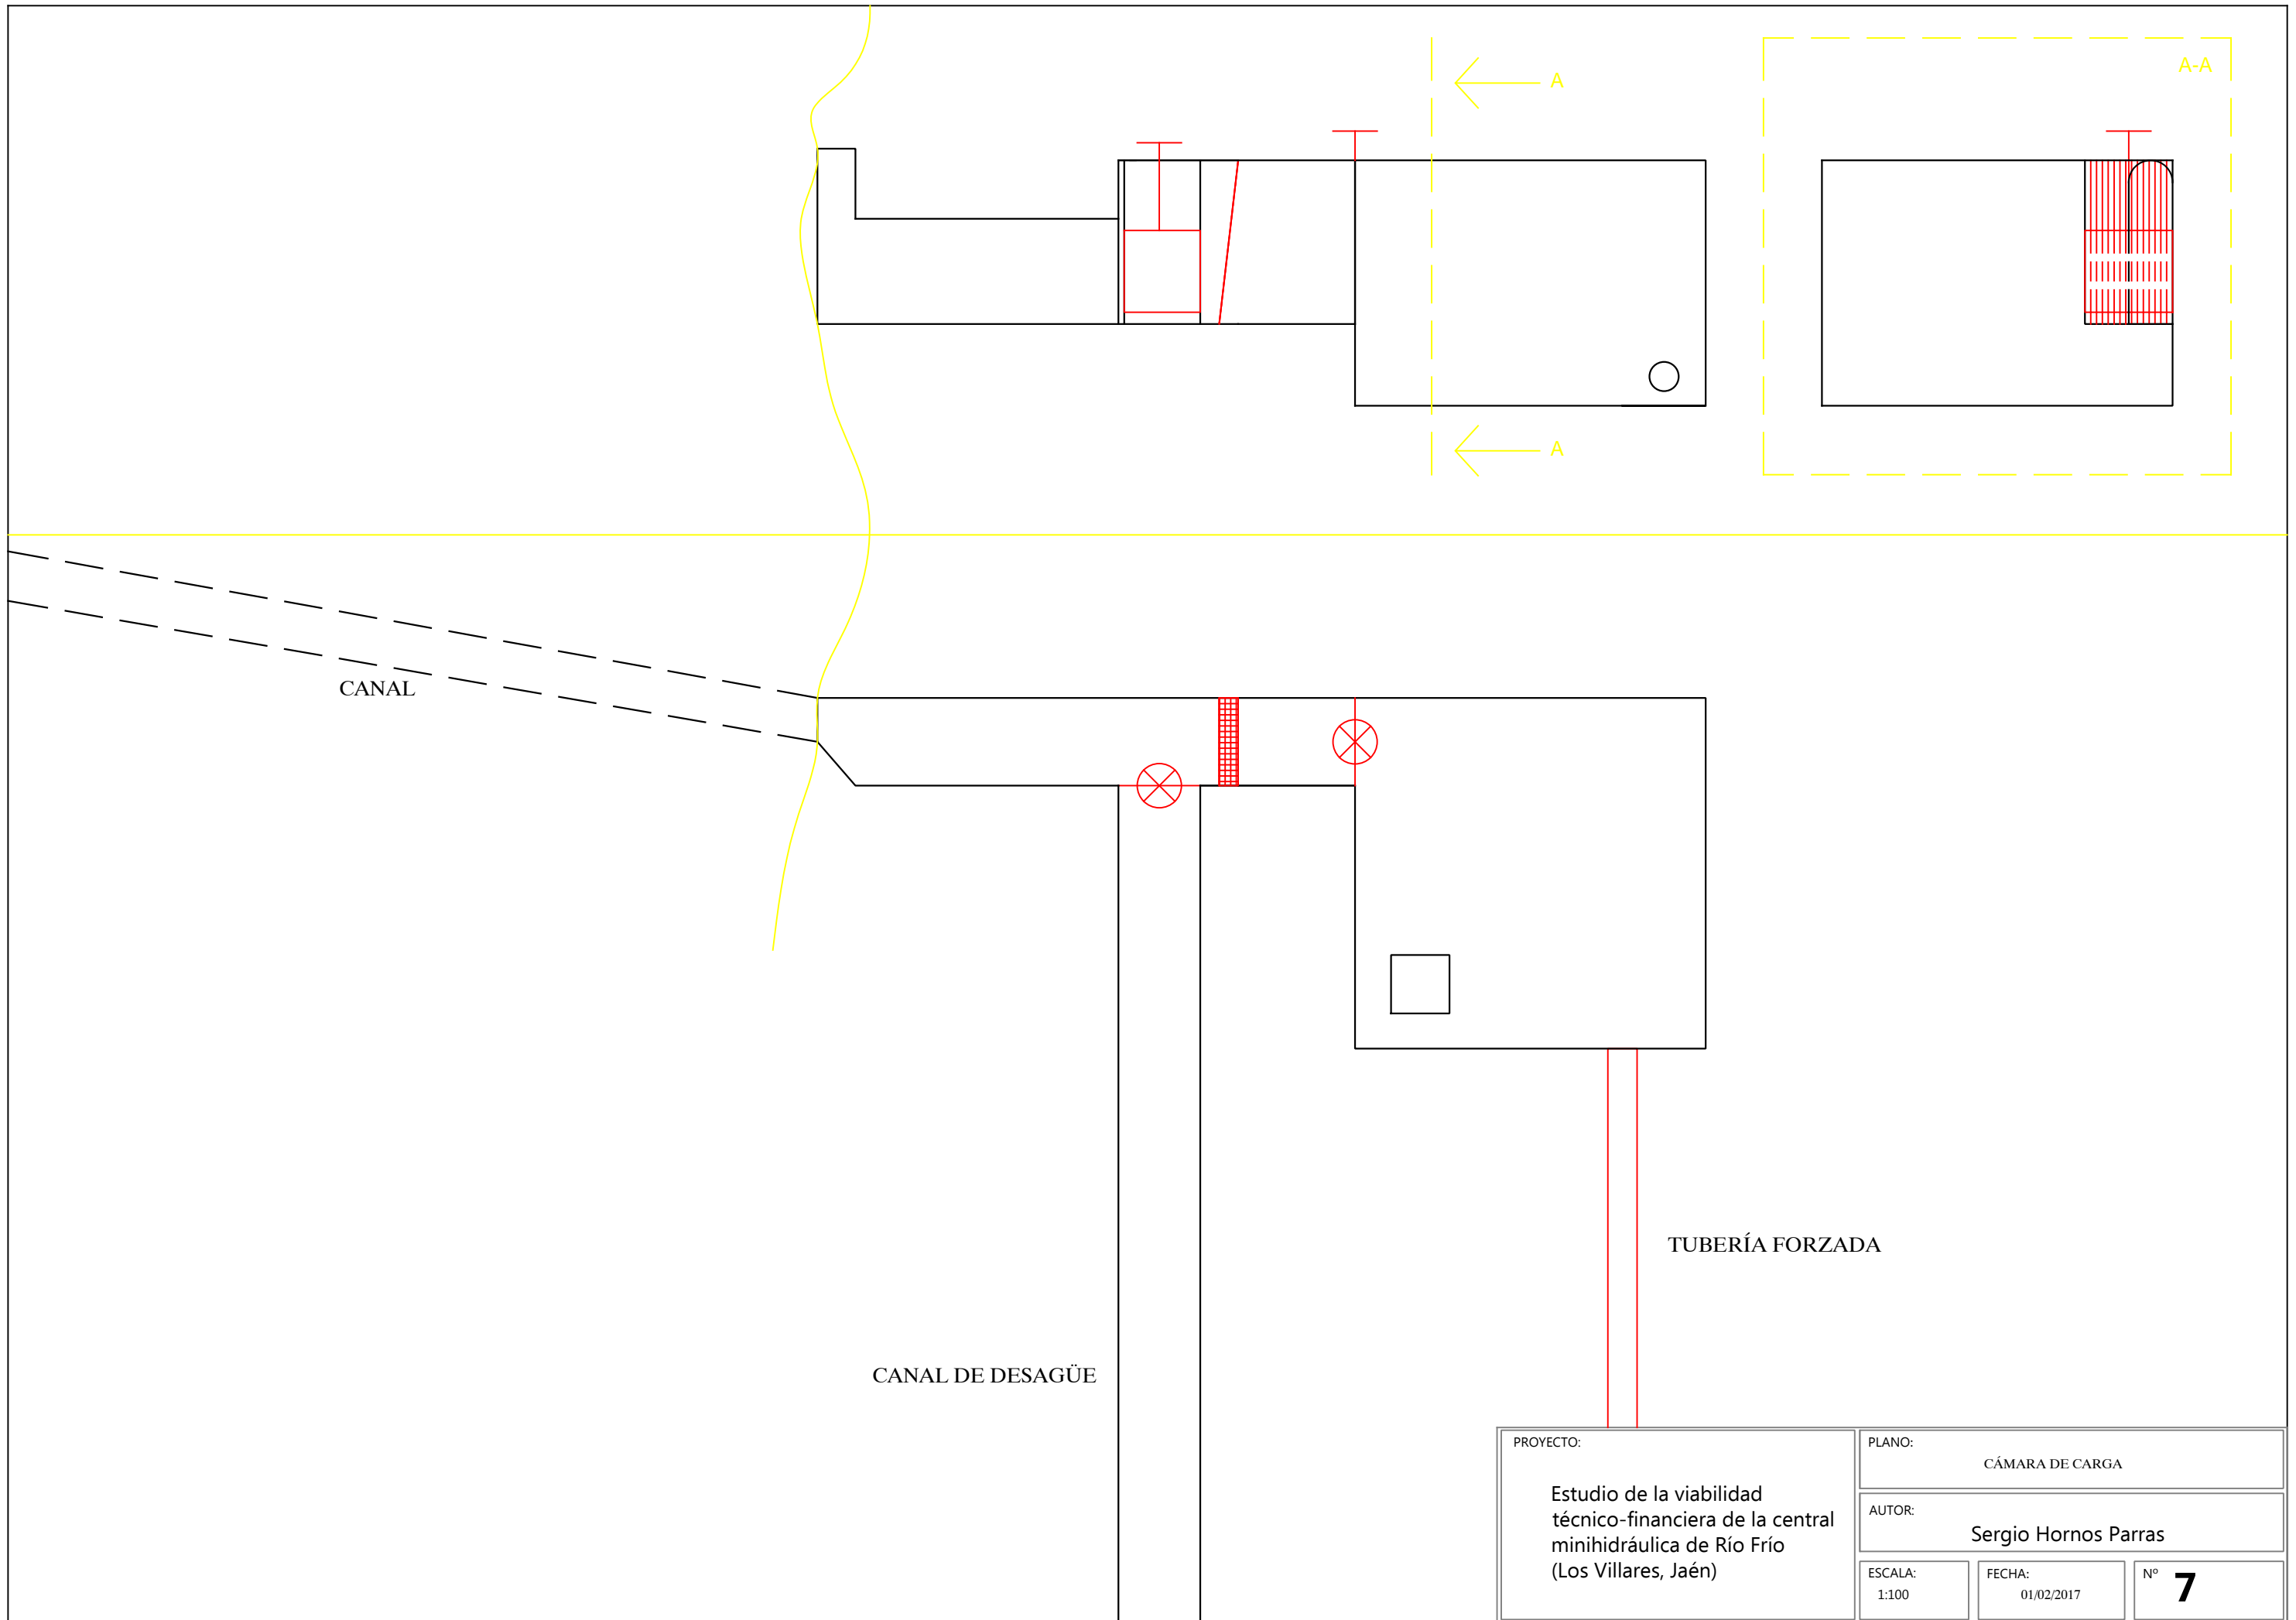 A
A-A
A
CANAL
TUBERÍA FORZADA
CANAL DE DESAGÜE
PROYECTO:
Estudio de la viabilidad
técnico-financiera de la central
minihidráulica de Río Frío
(Los Villares, Jaén)
PLANO:
CÁMARA DE CARGA
AUTOR:
Sergio Hornos Parras
ESCALA:
1:100
FECHA:
01/02/2017
Nº 7